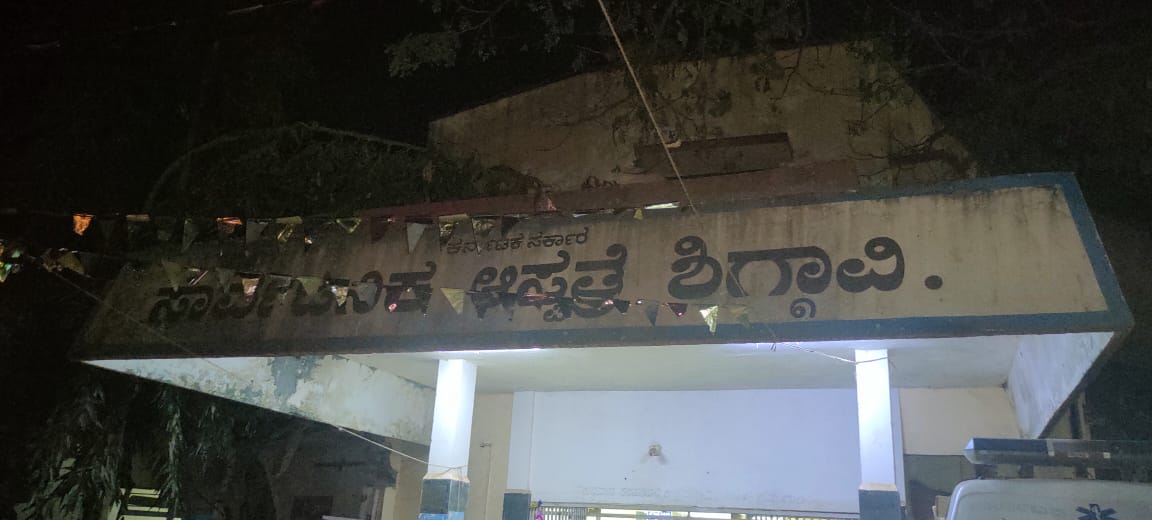 ಕರ್ನಾಟಕ ಸರ್ಕಾರ
ಸಾರ್ವಜನಿಕ ಆಸ್ಪತ್ರೆ ಶಿಗ್ಗಾವಿ.